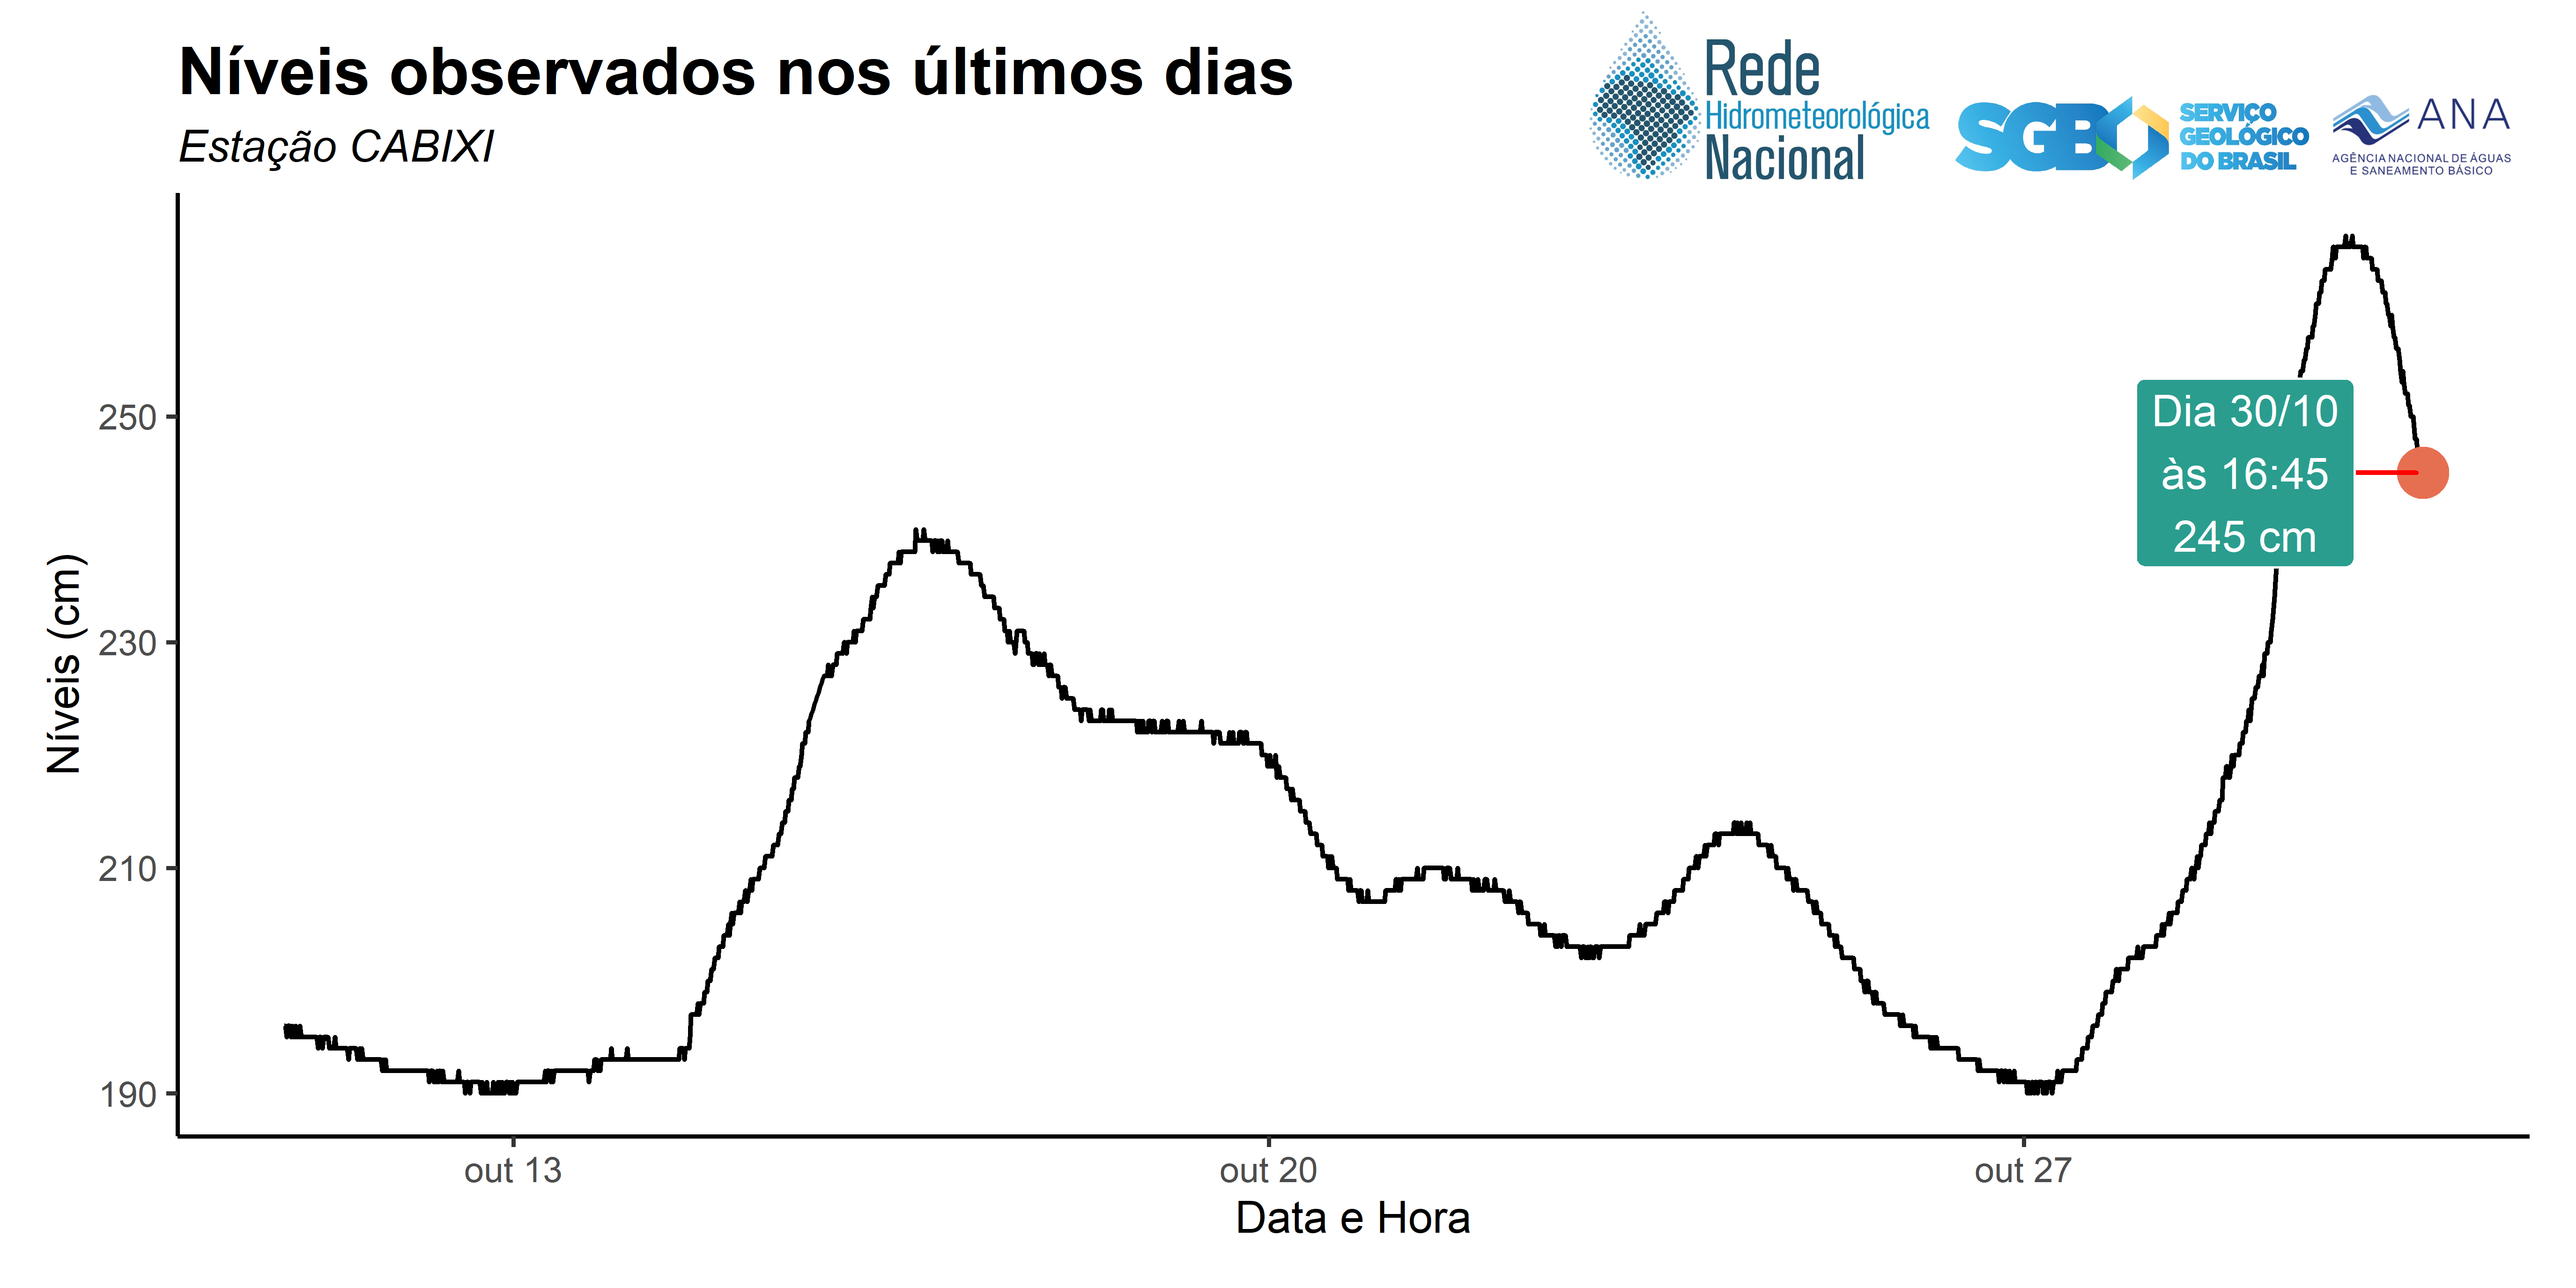 Níveis observados nos últimos dias
Estação CABIXI
Rede
Hidrometeorológica
Nacional
SGB
SERVIÇO
GEOLÓGICO
DO BRASIL
ANA
AGÊNCIA NACIONAL DE ÁGUAS
E SANEAMENTO BÁSICO
Níveis (cm)
250
230
210
190
Dia 30/10
às 16:45
245 cm
out 13
out 20
out 27
Data e Hora